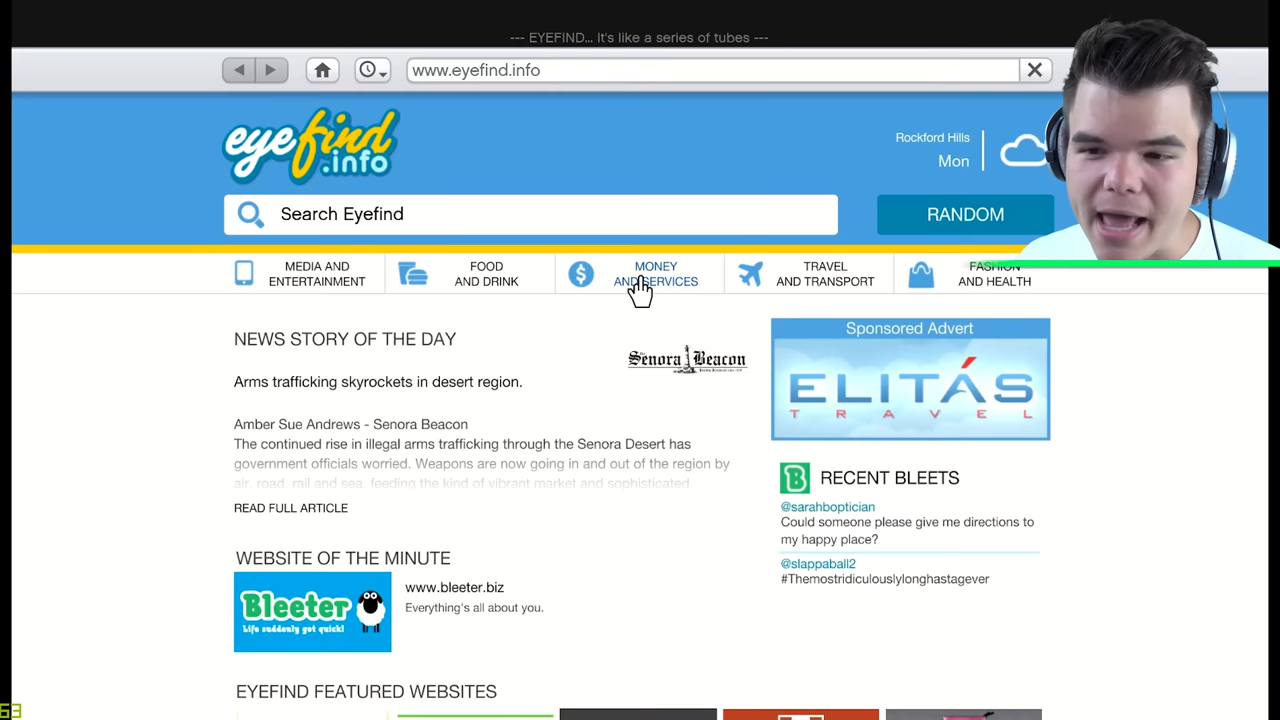 --- EYEFIND... It's like a series of tubes ---
www.eyefind.info
eyefind
.info
Rockford Hills
Mon
Search Eyefind
RANDOM
MEDIA AND
ENTERTAINMENT
FOOD
AND DRINK
MONEY
AND SERVICES
TRAVEL
AND TRANSPORT
FASHION
AND HEALTH
NEWS STORY OF THE DAY
Senora Beacon
Arms trafficking skyrockets in desert region.
Amber Sue Andrews - Senora Beacon
The continued rise in illegal arms trafficking through the Senora Desert has
government officials worried. Weapons are now going in and out of the region by
air, road, rail and sea, feeding the kind of vibrant market and sophisticated
READ FULL ARTICLE
Sponsored Advert
ELITÁS
TRAVEL
RECENT BLEETS
@sarahboptician
Could someone please give me directions to
my happy place?
@slappaball2
#Themostridiculouslylonghastagever
WEBSITE OF THE MINUTE
Bleeter
Life suddenly got quick!
www.bleeter.biz
Everything's all about you.
EYEFIND FEATURED WEBSITES
63